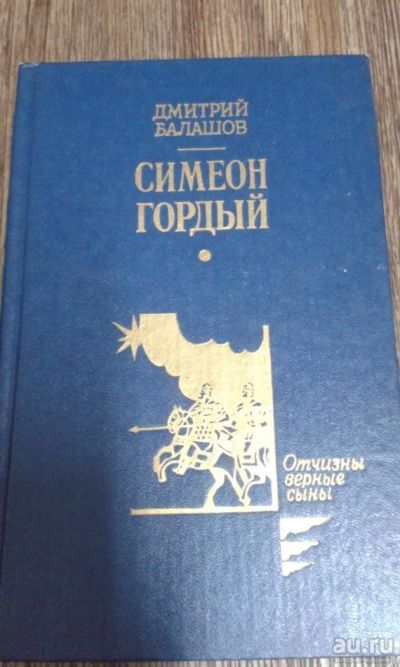 ДМИТРИЙ
БАЛАШОВ
СИМЕОН
ГОРДЫЙ
Отчизны
верные
сыны
au.ru